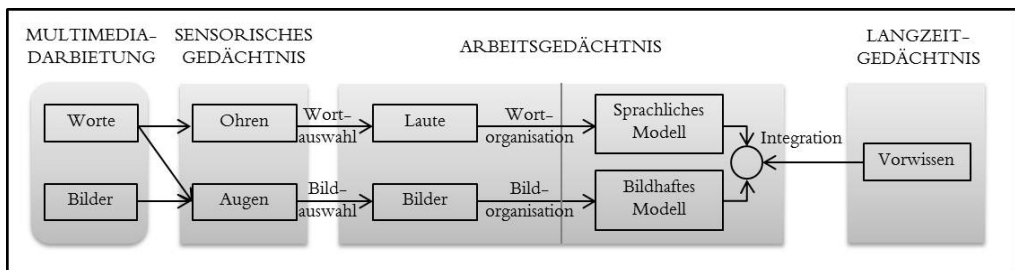 MULTIMEDIA-
DARBIETUNG
SENSORISCHES
GEDÄCHTNIS
ARBEITSGEDÄCHTNIS
LANGZEIT-
GEDÄCHTNIS
Worte
Ohren
Wort-
auswahl
Laute
Wort-
organisation
Sprachliches
Modell
Integration
Vorwissen
Bilder
Augen
Bild-
auswahl
Bilder
Bild-
organisation
Bildhaftes
Modell